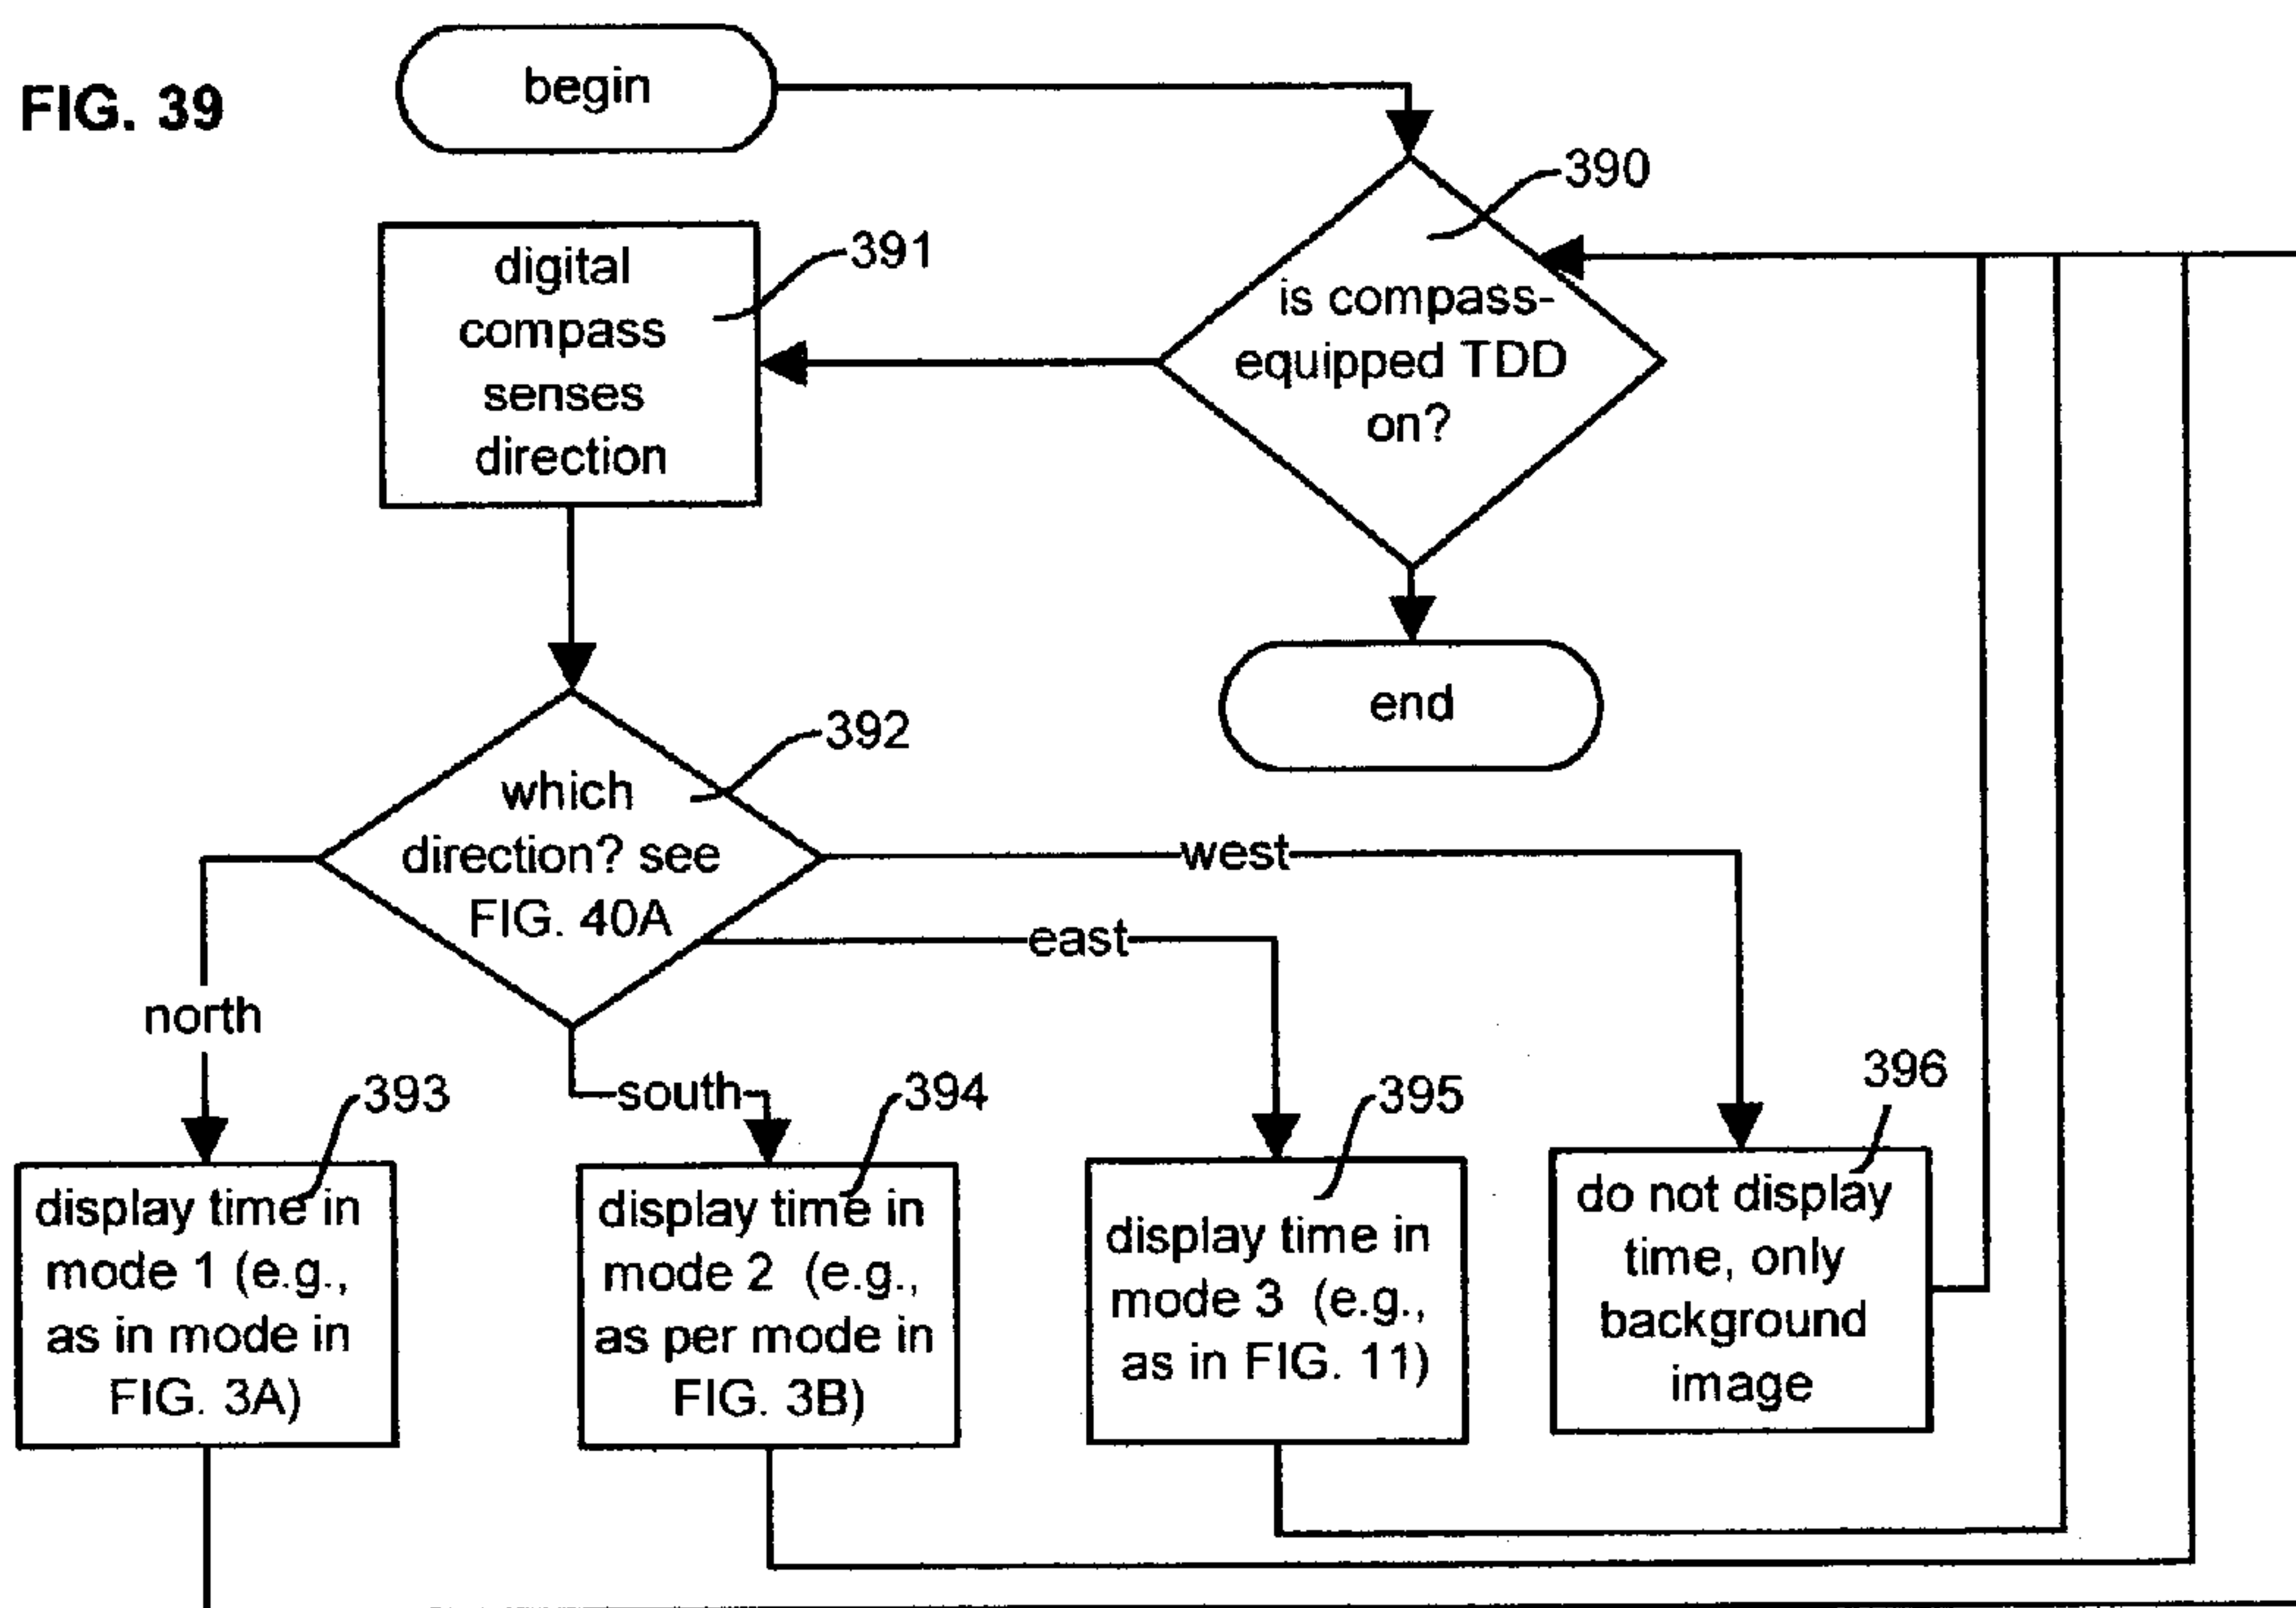 FIG. 39
begin
390
is compass-
equipped TDD
on?
391
digital
compass
senses
direction
end
392
which
direction? see
FIG. 40A
west
east
north
south
393
display time in
mode 1 (e.g.,
as in mode in
FIG. 3A)
394
display time in
mode 2 (e.g.,
as per mode in
FIG. 3B)
395
display time in
mode 3 (e.g.,
as in FIG. 11)
396
do not display
time, only
background
image